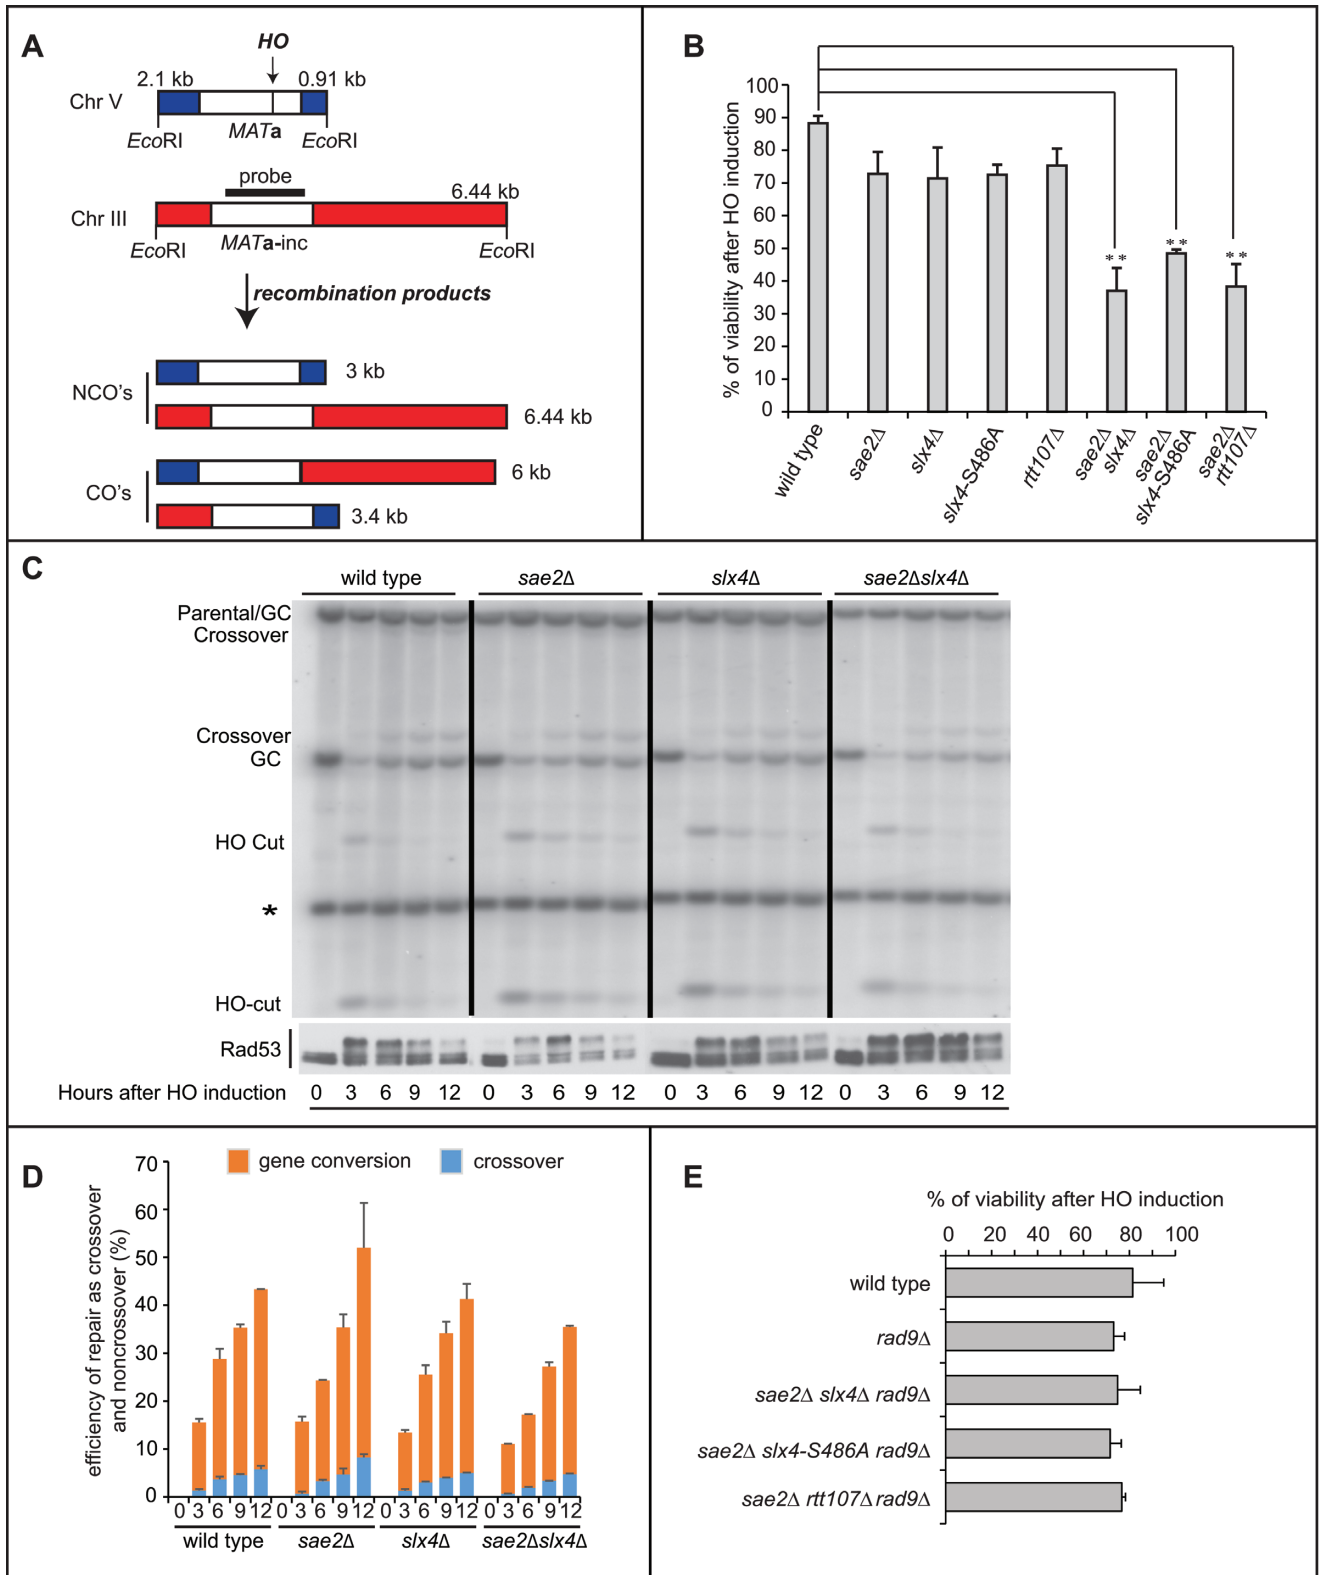 A
HO
2.1 kb
0.91 kb
Chr V
EcoRI
MATa
EcoRI
probe
6.44 kb
Chr III
EcoRI
MATa-inc
EcoRI
recombination products
NCO's
3 kb
6.44 kb
CO's
6 kb
3.4 kb
B
% of viability after HO induction
100
90
80
70
60
50
40
30
20
10
0
**
**
**
wild type
sae2Δ
slx4Δ
slx4-S486A
rtt107Δ
sae2Δ
slx4Δ
sae2Δ
slx4-S486A
sae2Δ
rtt107Δ
C
wild type
sae2Δ
slx4Δ
sae2Δslx4Δ
Parental/GC
Crossover
Crossover
GC
HO Cut
*
HO-cut
Rad53
Hours after HO induction
0 3 6 9 12 0 3 6 9 12 0 3 6 9 12 0 3 6 9 12
D
gene conversion
crossover
efficiency of repair as crossover
and noncrossover (%)
70
60
50
40
30
20
10
0
0 3 6 9 12 0 3 6 9 12 0 3 6 9 12 0 3 6 9 12
wild type
sae2Δ
slx4Δ
sae2Δslx4Δ
E
% of viability after HO induction
0 20 40 60 80 100
wild type
rad9Δ
sae2Δ slx4Δ rad9Δ
sae2Δ slx4-S486A rad9Δ
sae2Δ rtt107Δ rad9Δ